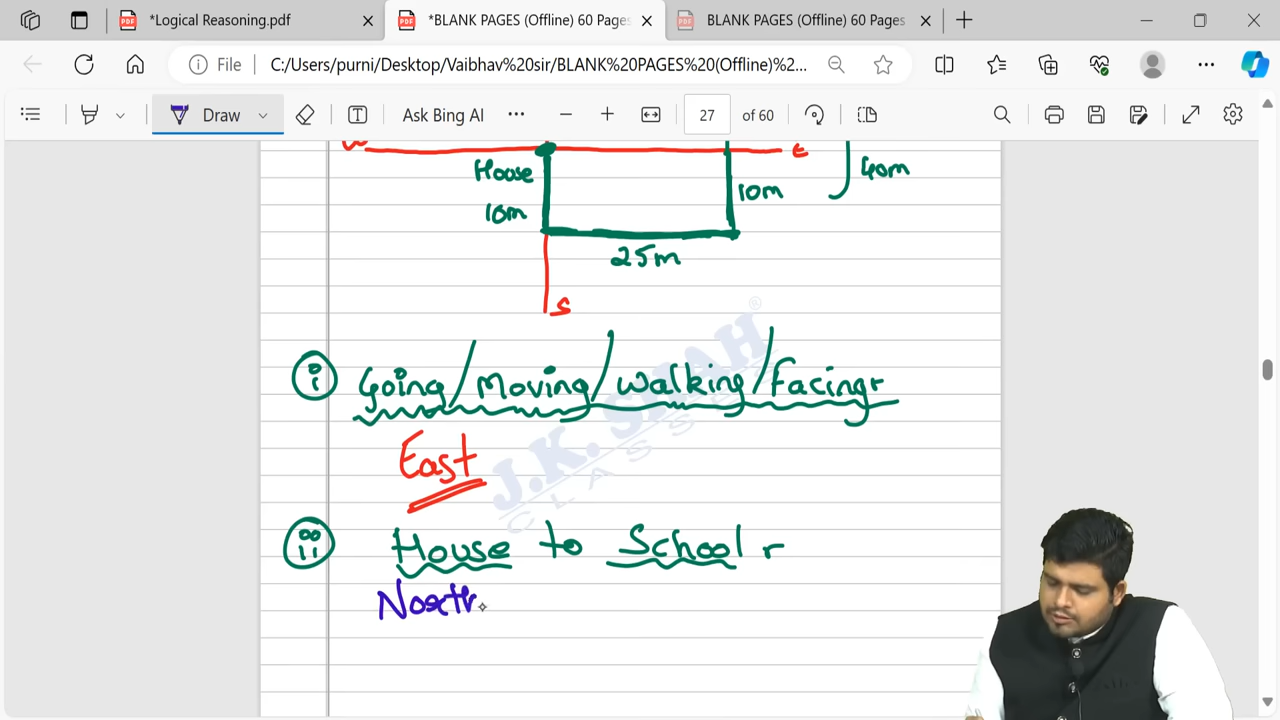 *Logical Reasoning.pdf
*BLANK PAGES (Offline) 60 Pages
BLANK PAGES (Offline) 60 Pages
File
C:/Users/purni/Desktop/Vaibhav%20sir/BLANK%20PAGES%20(Offline)%2...
Draw
Ask Bing AI
27 of 60
E
House
10m
10m
40m
25m
S
J.K. SHAH®
CLASSES
i Going/Moving/Walking/Facing
East
ii House to School
North